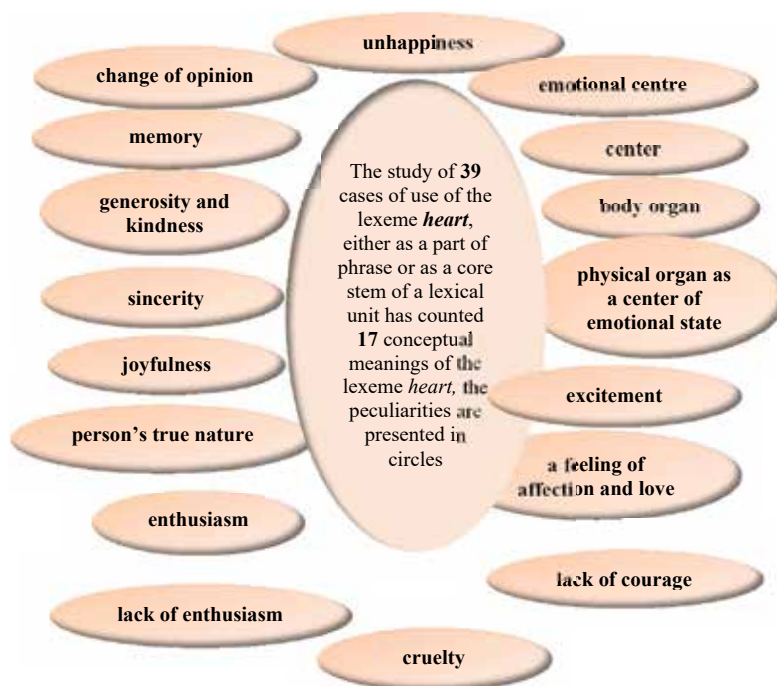 unhappiness
change of opinion
emotional centre
memory
center
generosity and
kindness
body organ
The study of 39
cases of use of the
lexeme heart,
either as a part of
phrase or as a core
stem of a lexical
unit has counted
17 conceptual
meanings of the
lexeme heart, the
peculiarities are
presented in
circles
physical organ as
a center of
emotional state
sincerity
joyfulness
excitement
person's true nature
a feeling of
affection and love
enthusiasm
lack of courage
lack of enthusiasm
cruelty